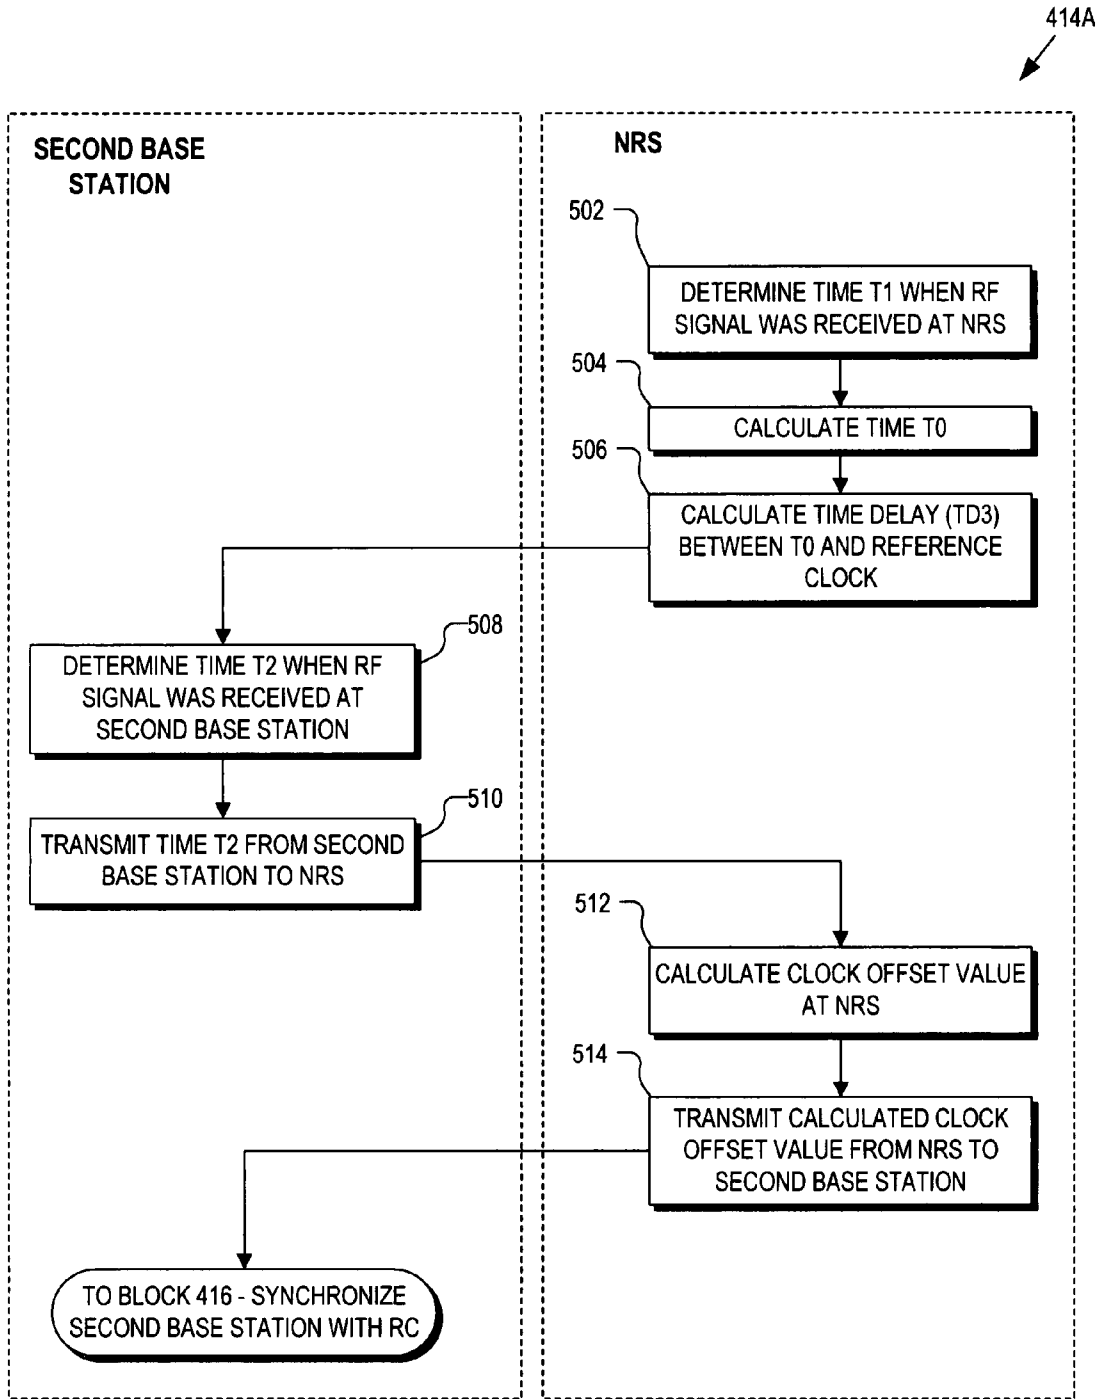 414A
SECOND BASE
STATION
NRS
502
DETERMINE TIME T1 WHEN RF
SIGNAL WAS RECEIVED AT NRS
504
CALCULATE TIME T0
506
CALCULATE TIME DELAY (TD3)
BETWEEN T0 AND REFERENCE
CLOCK
508
DETERMINE TIME T2 WHEN RF
SIGNAL WAS RECEIVED AT
SECOND BASE STATION
510
TRANSMIT TIME T2 FROM SECOND
BASE STATION TO NRS
512
CALCULATE CLOCK OFFSET VALUE
AT NRS
514
TRANSMIT CALCULATED CLOCK
OFFSET VALUE FROM NRS TO
SECOND BASE STATION
TO BLOCK 416 - SYNCHRONIZE
SECOND BASE STATION WITH RC